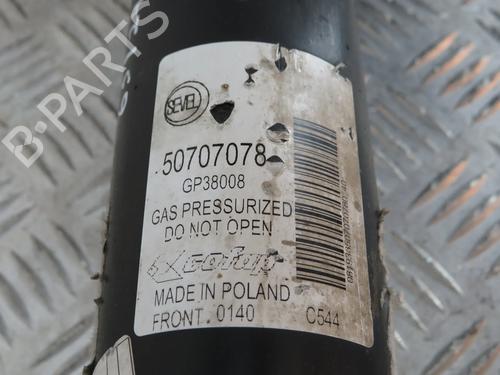 SEVEL
50707078
GP38008
GAS PRESSURIZED
DO NOT OPEN
MADE IN POLAND
FRONT. 0140 C544
B-PARTS